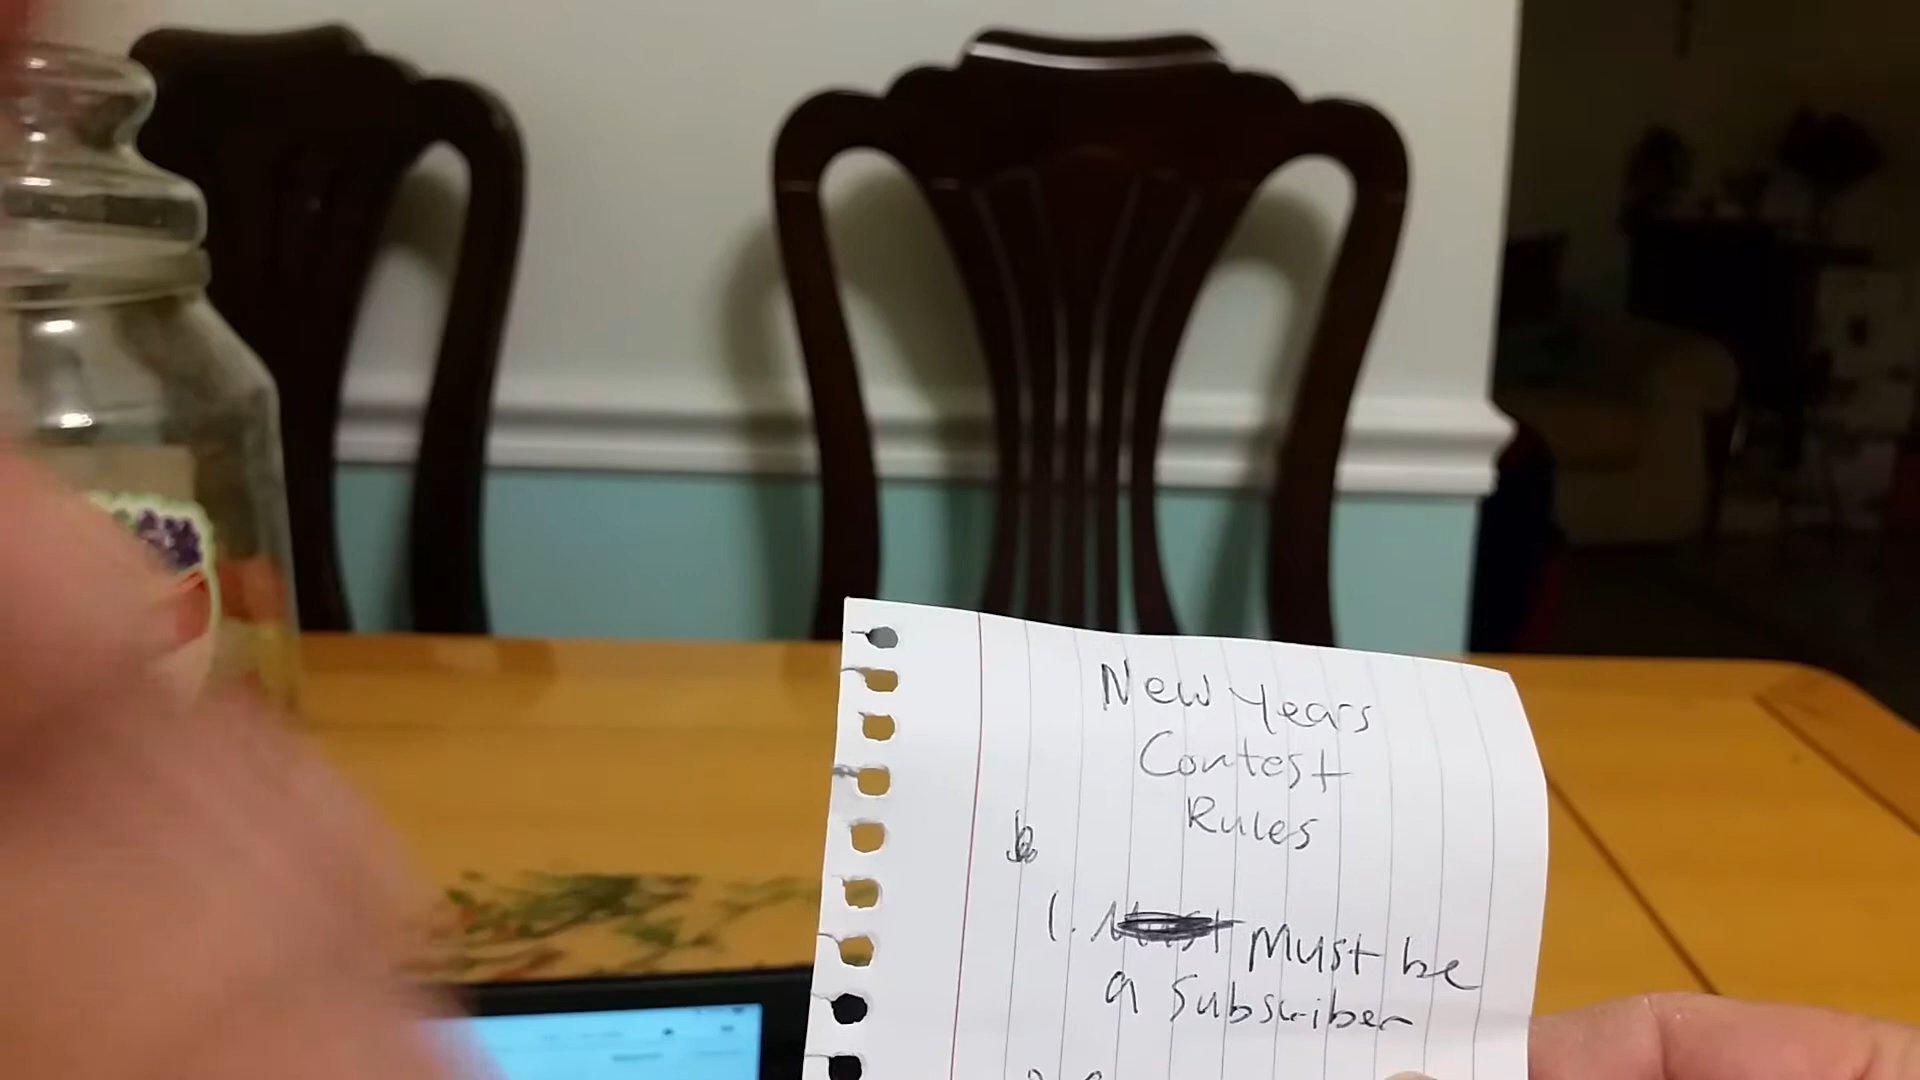 New Years
Contest
Rules
1. Must be
a subscriber